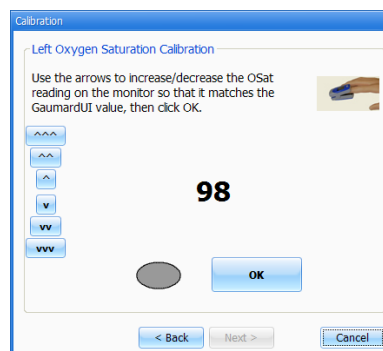 Calibration
Left Oxygen Saturation Calibration
Use the arrows to increase/decrease the OSat
reading on the monitor so that it matches the
GaumardUI value, then click OK.
^^^
^^
^
v
vv
vvv
98
OK
< Back
Next >
Cancel